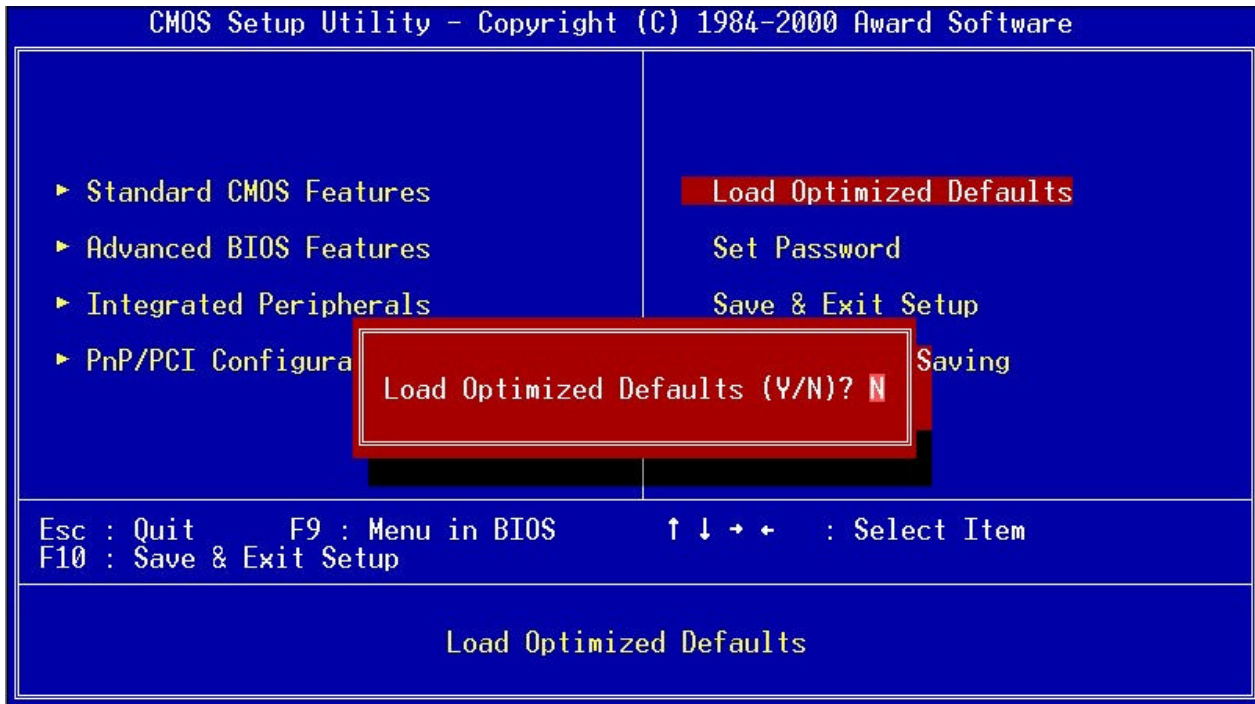 CMOS Setup Utility - Copyright (C) 1984-2000 Award Software
▶ Standard CMOS Features
▶ Advanced BIOS Features
▶ Integrated Peripherals
▶ PnP/PCI Configura
Load Optimized Defaults
Set Password
Save & Exit Setup
Saving
Load Optimized Defaults (Y/N)? N
Esc : Quit F9 : Menu in BIOS ↑ ↓ → ← : Select Item
F10 : Save & Exit Setup
Load Optimized Defaults